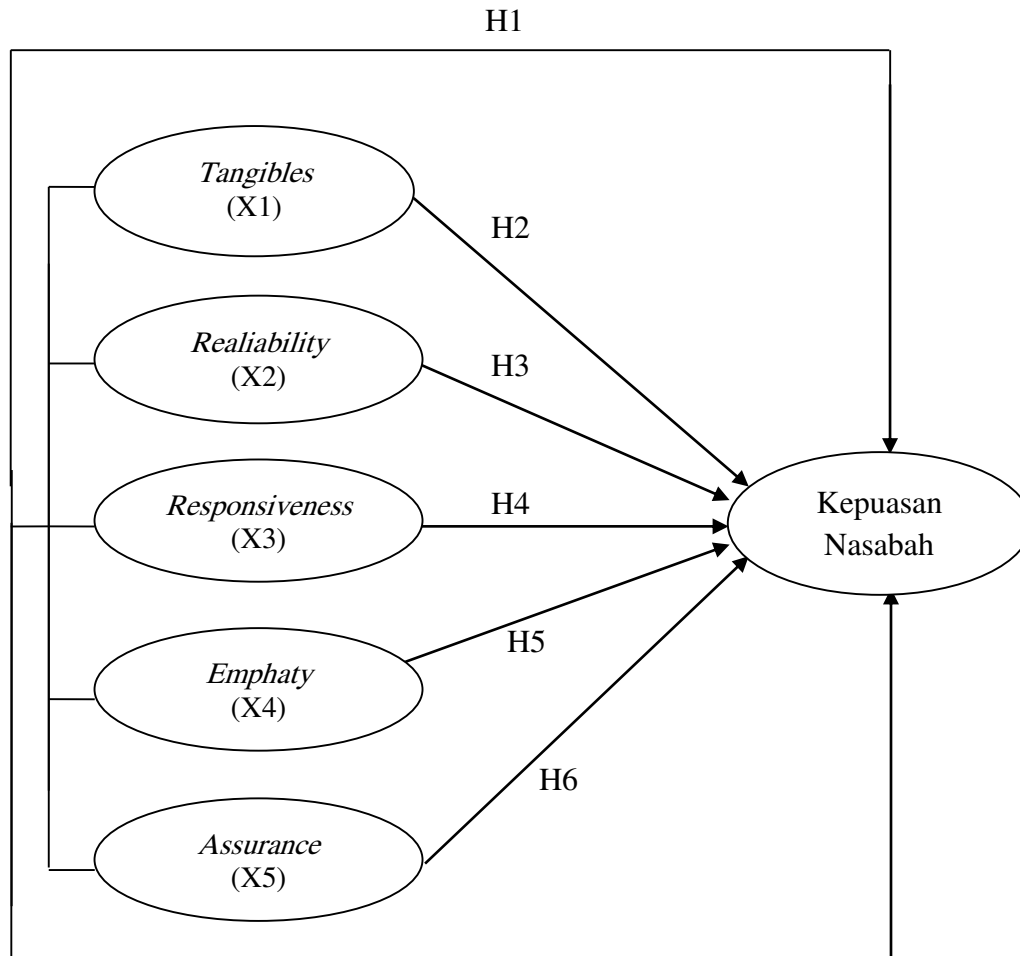 H1
Tangibles
(X1)
H2
Realiability
(X2)
H3
Responsiveness
(X3)
H4
Kepuasan
Nasabah
Emphaty
(X4)
H5
H6
Assurance
(X5)